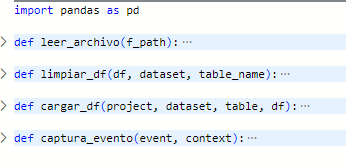 import pandas as pd
def leer_archivo(f_path): ...
def limpiar_df(df, dataset, table_name): ...
def cargar_df(project, dataset, table, df): ...
def captura_evento(event, context): ...